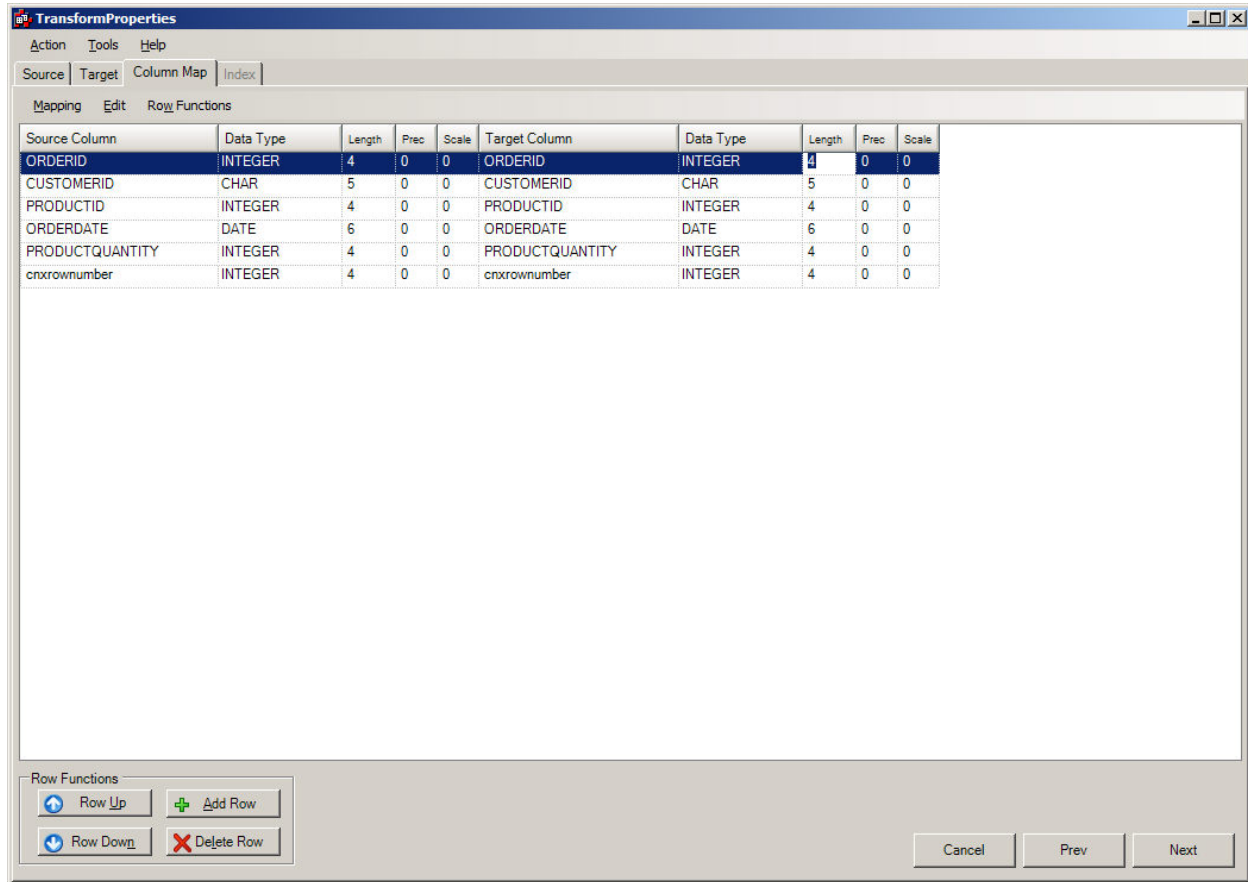 TransformProperties
Action Tools Help
Source Target Column Map Index
Mapping Edit Row Functions
Source Column Data Type Length Prec Scale Target Column Data Type Length Prec Scale
ORDERID INTEGER 4 0 0 ORDERID INTEGER 4 0 0
CUSTOMERID CHAR 5 0 0 CUSTOMERID CHAR 5 0 0
PRODUCTID INTEGER 4 0 0 PRODUCTID INTEGER 4 0 0
ORDERDATE DATE 6 0 0 ORDERDATE DATE 6 0 0
PRODUCTQUANTITY INTEGER 4 0 0 PRODUCTQUANTITY INTEGER 4 0 0
cnxrownumber INTEGER 4 0 0 cnxrownumber INTEGER 4 0 0
Row Functions
Row Up Add Row
Row Down Delete Row
Cancel Prev Next